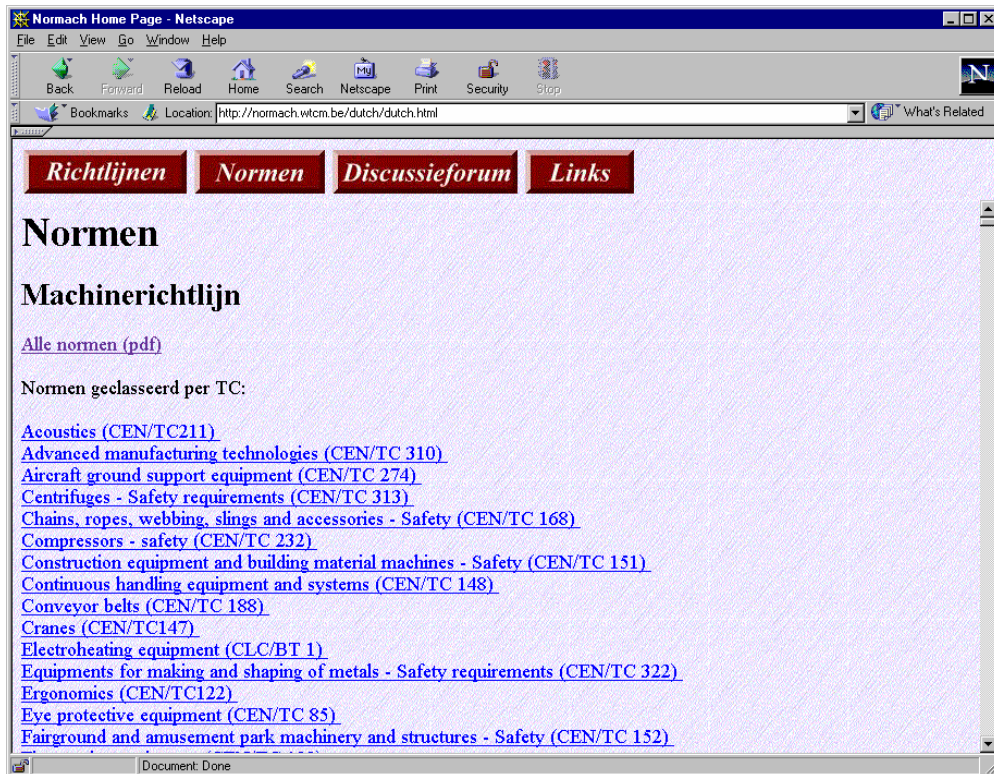 Normach Home Page - Netscape
File Edit View Go Window Help
My
N
Back Forward Reload Home Search Netscape Print Security Stop
Bookmarks Location: http://normach.wtcm.be/dutch/dutch.html What's Related
Richtlijnen Normen Discussieforum Links
Normen
Machinerichtlijn
Alle normen (pdf)
Normen geclasseerd per TC:
Acoustics (CEN/TC211)
Advanced manufacturing technologies (CEN/TC 310)
Aircraft ground support equipment (CEN/TC 274)
Centrifuges - Safety requirements (CEN/TC 313)
Chains, ropes, webbing, slings and accessories - Safety (CEN/TC 168)
Compressors - safety (CEN/TC 232)
Construction equipment and building material machines - Safety (CEN/TC 151)
Continuous handling equipment and systems (CEN/TC 148)
Conveyor belts (CEN/TC 188)
Cranes (CEN/TC147)
Electroheating equipment (CLC/BT 1)
Equipments for making and shaping of metals - Safety requirements (CEN/TC 322)
Ergonomics (CEN/TC122)
Eye protective equipment (CEN/TC 85)
Fairground and amusement park machinery and structures - Safety (CEN/TC 152)
Document: Done